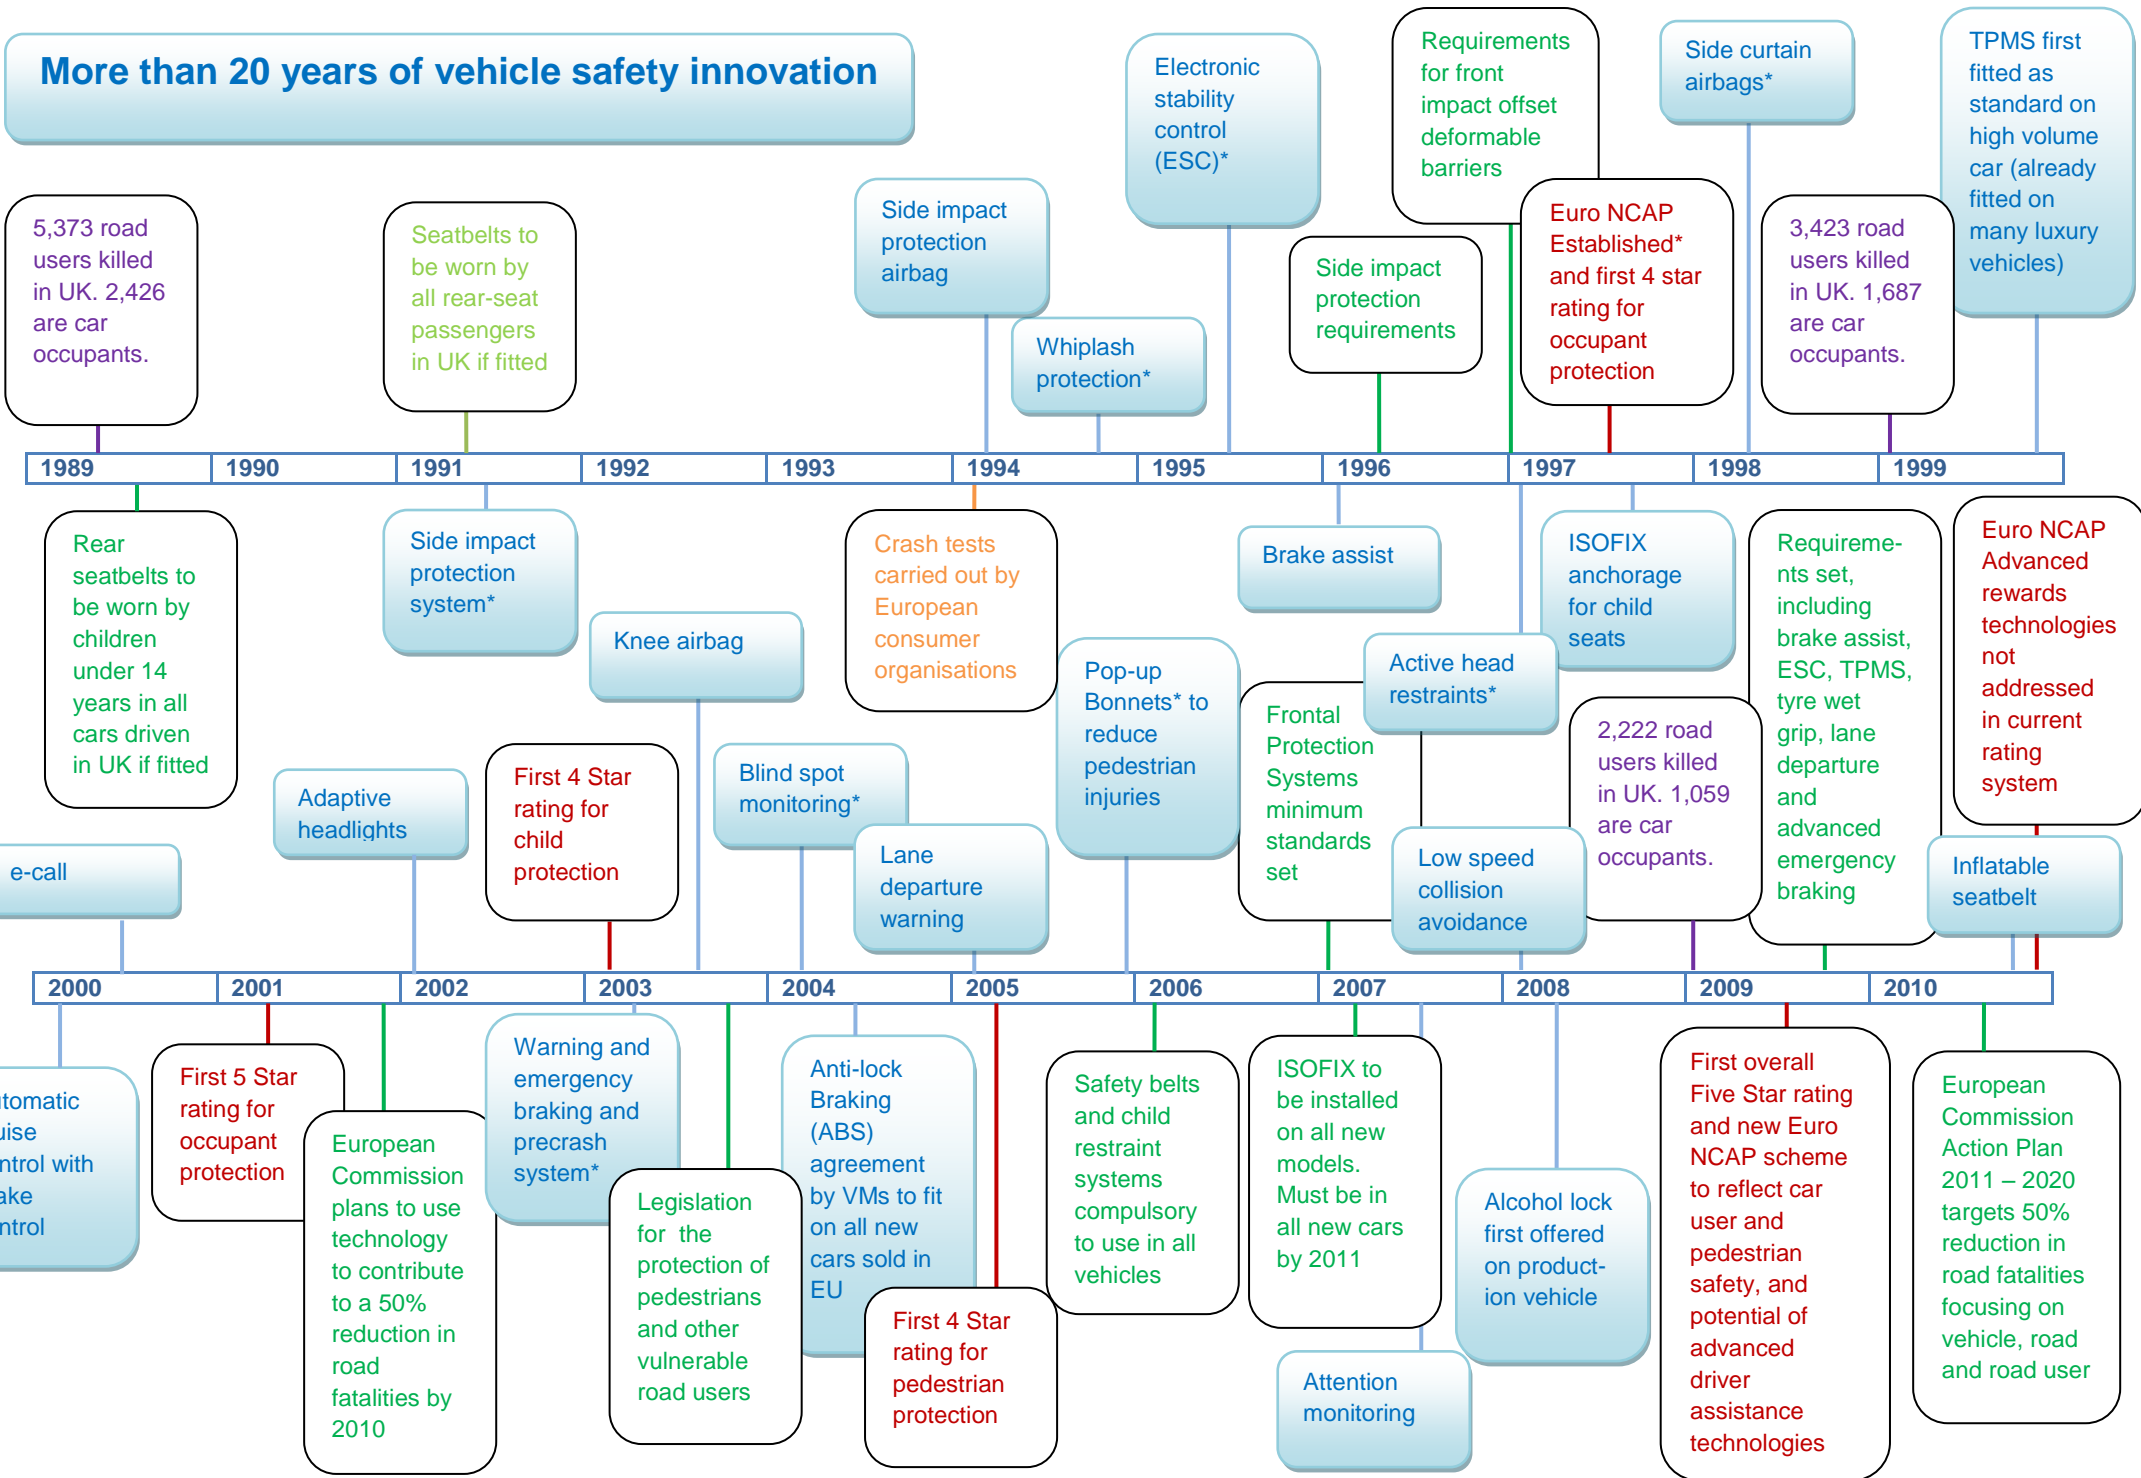 More than 20 years of vehicle safety innovation
5,373 road
users killed
in UK. 2,426
are car
occupants.
Seatbelts to
be worn by
all rear-seat
passengers
in UK if fitted
Side impact
protection
airbag
Whiplash
protection*
Electronic
stability
control
(ESC)*
Side impact
protection
requirements
Requirements
for front
impact offset
deformable
barriers
Euro NCAP
Established*
and first 4 star
rating for
occupant
protection
Side curtain
airbags*
3,423 road
users killed
in UK. 1,687
are car
occupants.
TPMS first
fitted as
standard on
high volume
car (already
fitted on
many luxury
vehicles)
1989 1990 1991 1992 1993 1994 1995 1996 1997 1998 1999
Rear
seatbelts to
be worn by
children
under 14
years in all
cars driven
in UK if fitted
Side impact
protection
system*
Crash tests
carried out by
European
consumer
organisations
Brake assist
Active head
restraints*
ISOFIX
anchorage
for child
seats
e-call
Adaptive
headlights
First 4 Star
rating for
child
protection
Knee airbag
Blind spot
monitoring*
Lane
departure
warning
Pop-up
Bonnets* to
reduce
pedestrian
injuries
Frontal
Protection
Systems
minimum
standards
set
Low speed
collision
avoidance
2,222 road
users killed
in UK. 1,059
are car
occupants.
Requireme-
nts set,
including
brake assist,
ESC, TPMS,
tyre wet
grip, lane
departure
and
advanced
emergency
braking
Euro NCAP
Advanced
rewards
technologies
not
addressed
in current
rating
system
Inflatable
seatbelt
2000 2001 2002 2003 2004 2005 2006 2007 2008 2009 2010
control with
First 5 Star
rating for
occupant
protection
European
Commission
plans to use
technology
to contribute
to a 50%
reduction in
road
fatalities by
2010
Warning and
emergency
braking and
precrash
system*
Legislation
for the
protection of
pedestrians
and other
vulnerable
road users
Anti-lock
Braking
(ABS)
agreement
by VMs to fit
on all new
cars sold in
EU
First 4 Star
rating for
pedestrian
protection
Safety belts
and child
restraint
systems
compulsory
to use in all
vehicles
ISOFIX to
be installed
on all new
models.
Must be in
all new cars
by 2011
Attention
monitoring
Alcohol lock
first offered
on product-
ion vehicle
First overall
Five Star rating
and new Euro
NCAP scheme
to reflect car
user and
pedestrian
safety, and
potential of
advanced
driver
assistance
technologies
European
Commission
Action Plan
2011 – 2020
targets 50%
reduction in
road fatalities
focusing on
vehicle, road
and road user